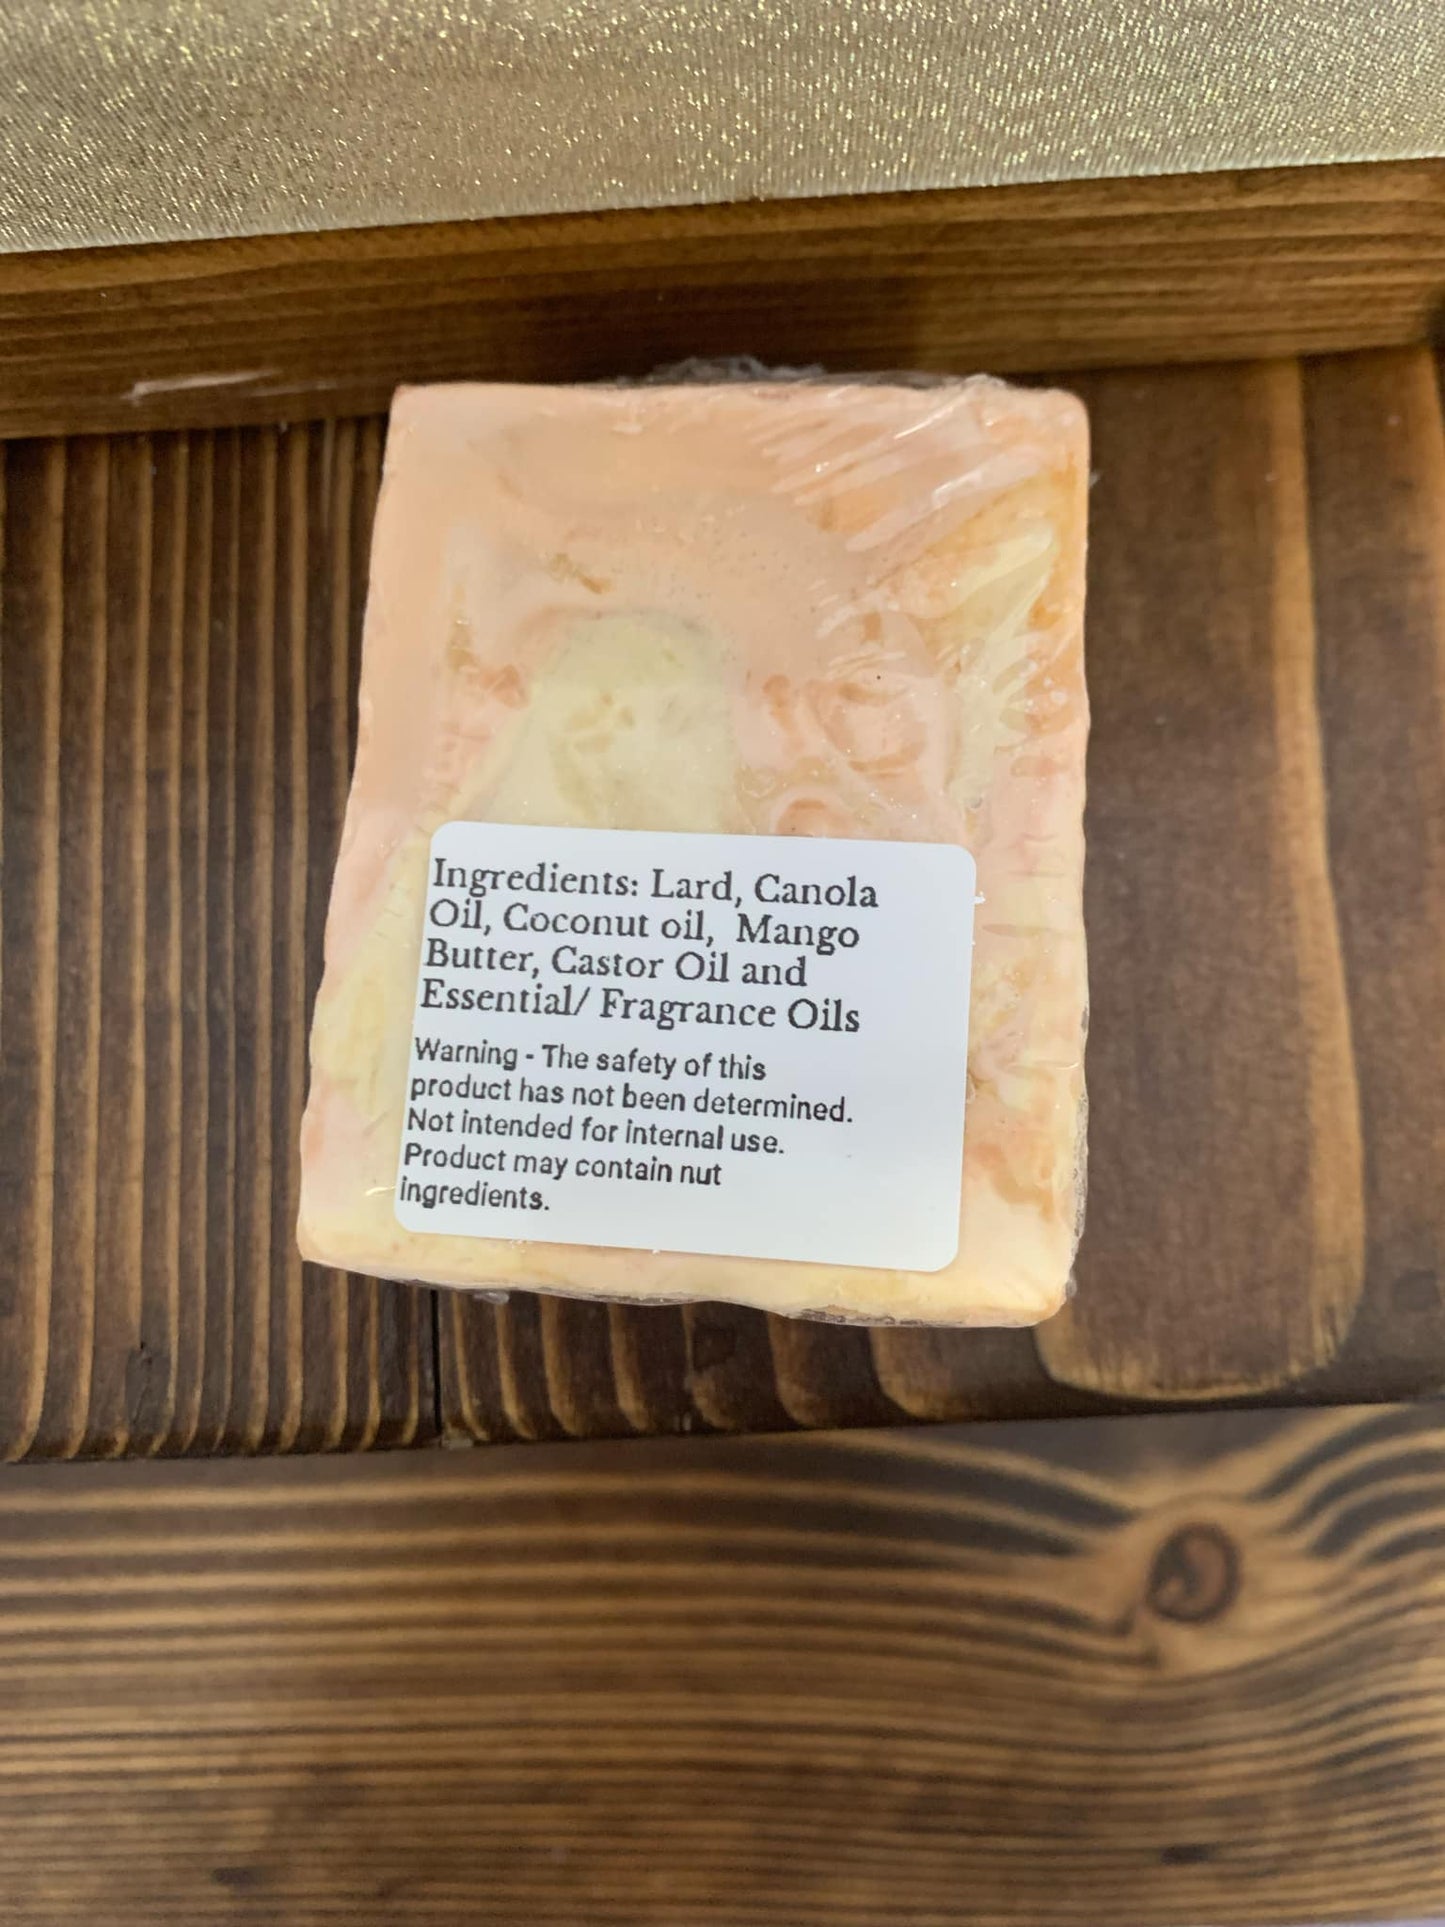 Ingredients: Lard, Canola
Oil, Coconut oil,  Mango
Butter, Castor Oil and
Essential/ Fragrance Oils
Warning - The safety of this
product has not been determined.
Not intended for internal use.
Product may contain nut
ingredients.